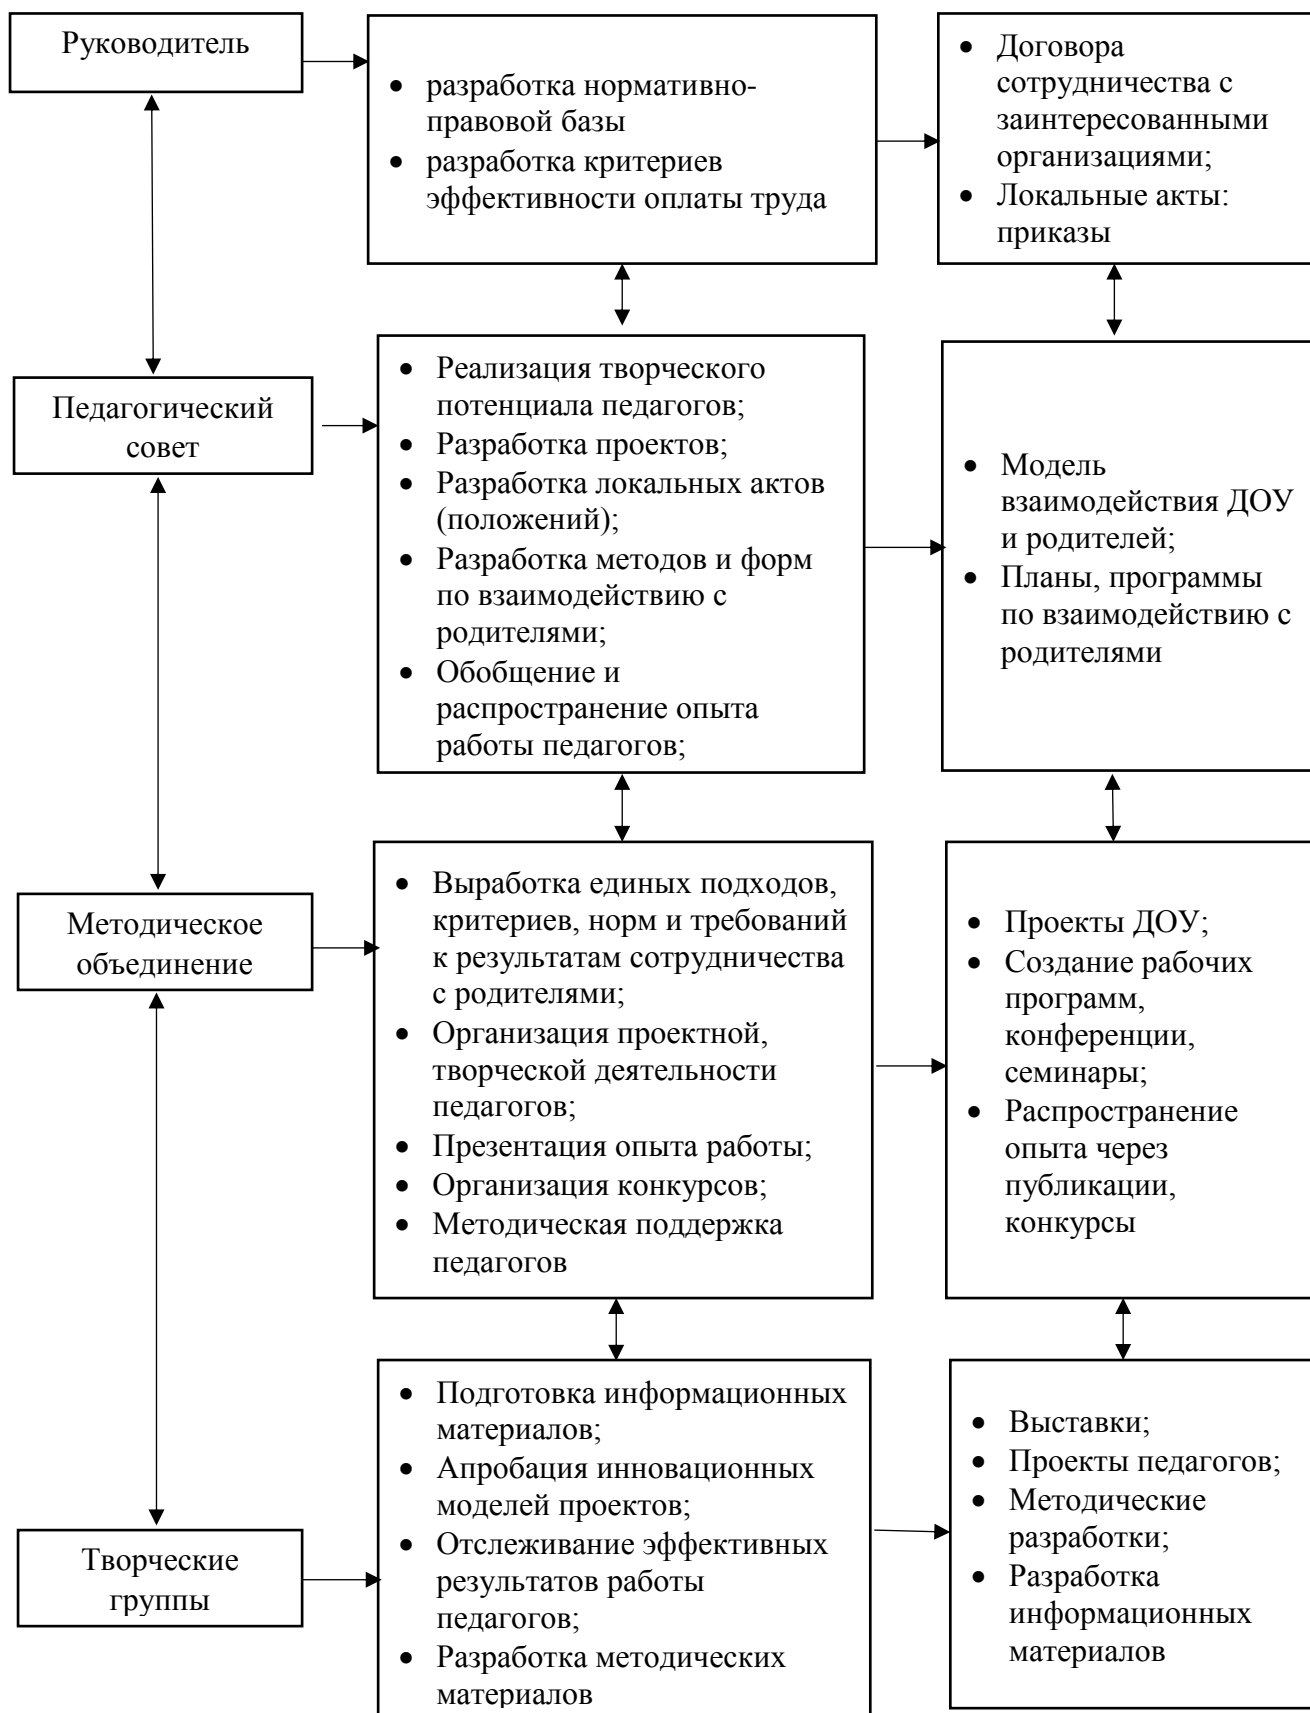 Руководитель
• разработка нормативно-
правовой базы
• разработка критериев
эффективности оплаты труда
• Договора
сотрудничества с
заинтересованными
организациями;
• Локальные акты:
приказы
Педагогический
совет
• Реализация творческого
потенциала педагогов;
• Разработка проектов;
• Разработка локальных актов
(положений);
• Разработка методов и форм
по взаимодействию с
родителями;
• Обобщение и
распространение опыта
работы педагогов;
• Модель
взаимодействия ДОУ
и родителей;
• Планы, программы
по взаимодействию с
родителями
Методическое
объединение
• Выработка единых подходов,
критериев, норм и требований
к результатам сотрудничества
с родителями;
• Организация проектной,
творческой деятельности
педагогов;
• Презентация опыта работы;
• Организация конкурсов;
• Методическая поддержка
педагогов
• Проекты ДОУ;
• Создание рабочих
программ,
конференции,
семинары;
• Распространение
опыта через
публикации,
конкурсы
Творческие
группы
• Подготовка информационных
материалов;
• Апробация инновационных
моделей проектов;
• Отслеживание эффективных
результатов работы
педагогов;
• Разработка методических
материалов
• Выставки;
• Проекты педагогов;
• Методические
разработки;
• Разработка
информационных
материалов